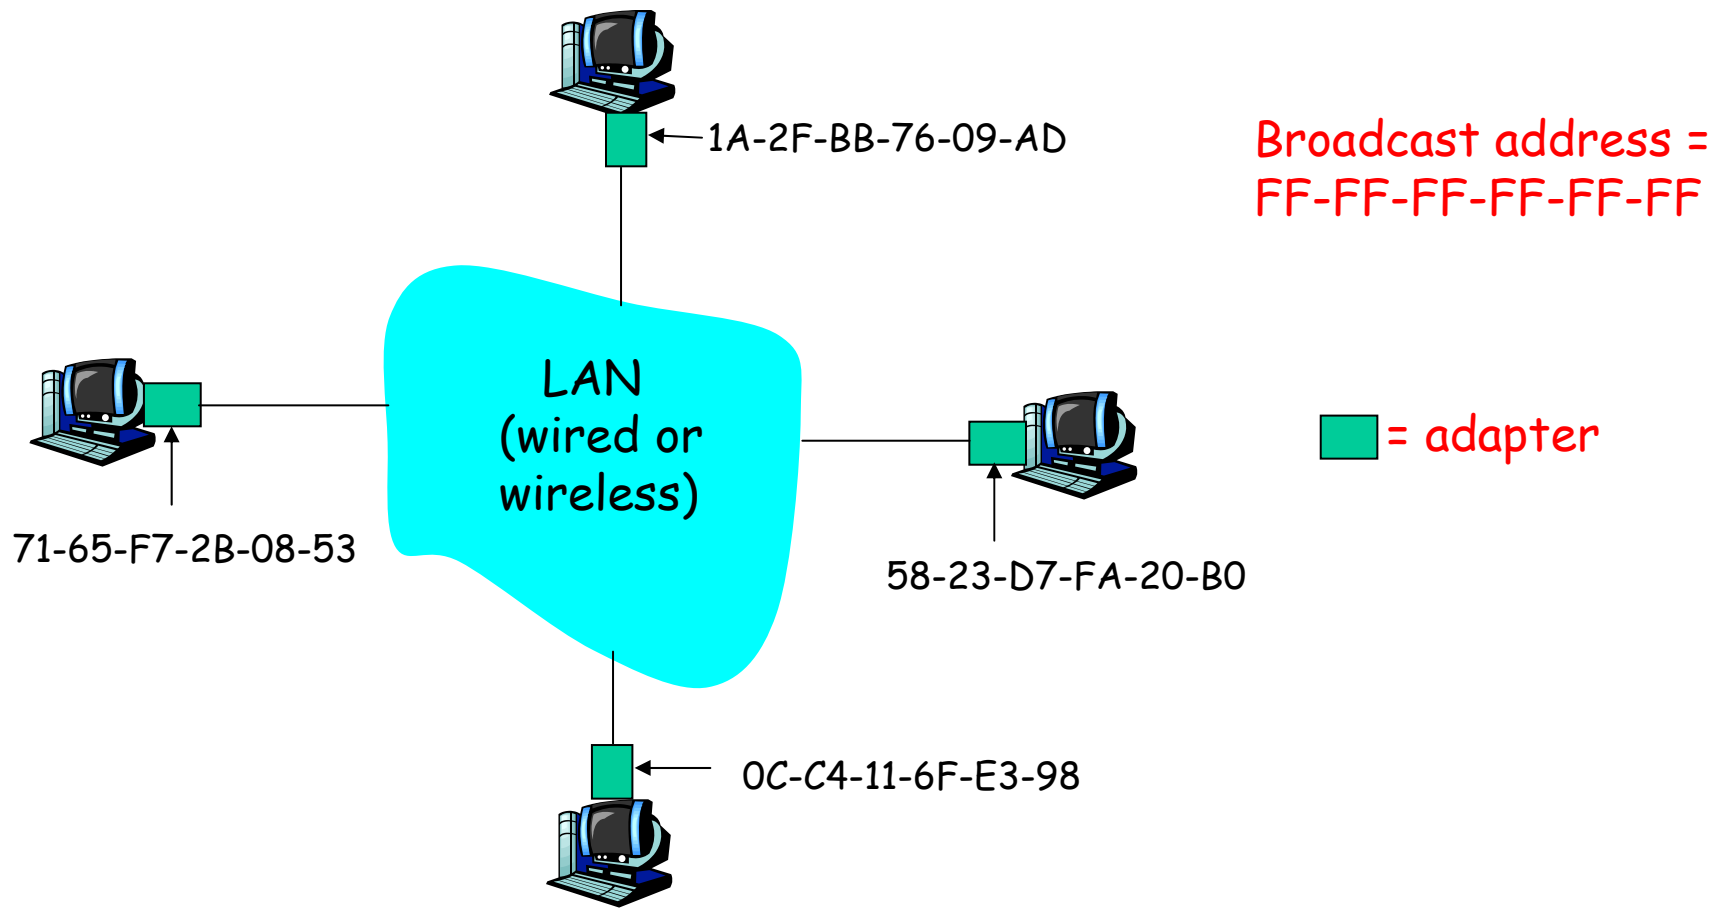 1A-2F-BB-76-09-AD
Broadcast address =
FF-FF-FF-FF-FF-FF
LAN
(wired or
wireless)
= adapter
71-65-F7-2B-08-53
58-23-D7-FA-20-B0
0C-C4-11-6F-E3-98